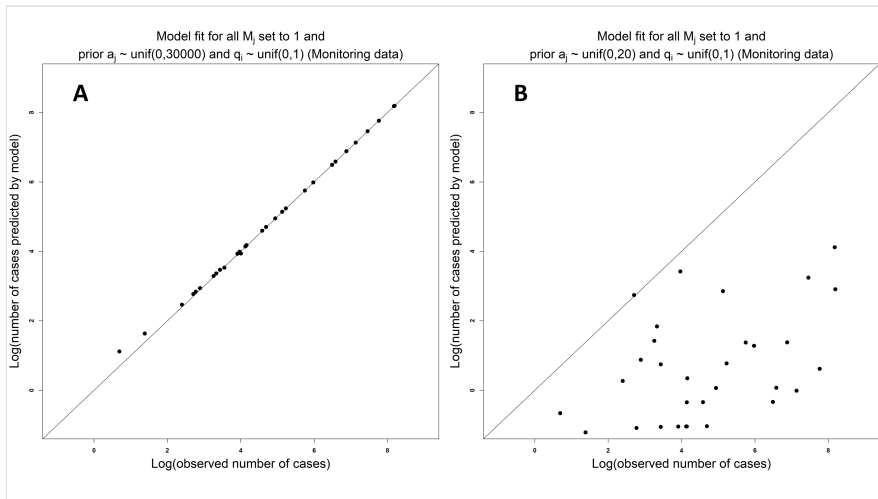 Model fit for all Mj set to 1 and
prior aj ~ unif(0,30000) and qi ~ unif(0,1) (Monitoring data)
A
Log(number of cases predicted by model)
8
6
4
2
0
0 2 4 6 8
Log(observed number of cases)
Model fit for all Mj set to 1 and
prior aj ~ unif(0,20) and qi ~ unif(0,1) (Monitoring data)
B
Log(number of cases predicted by model)
8
6
4
2
0
0 2 4 6 8
Log(observed number of cases)